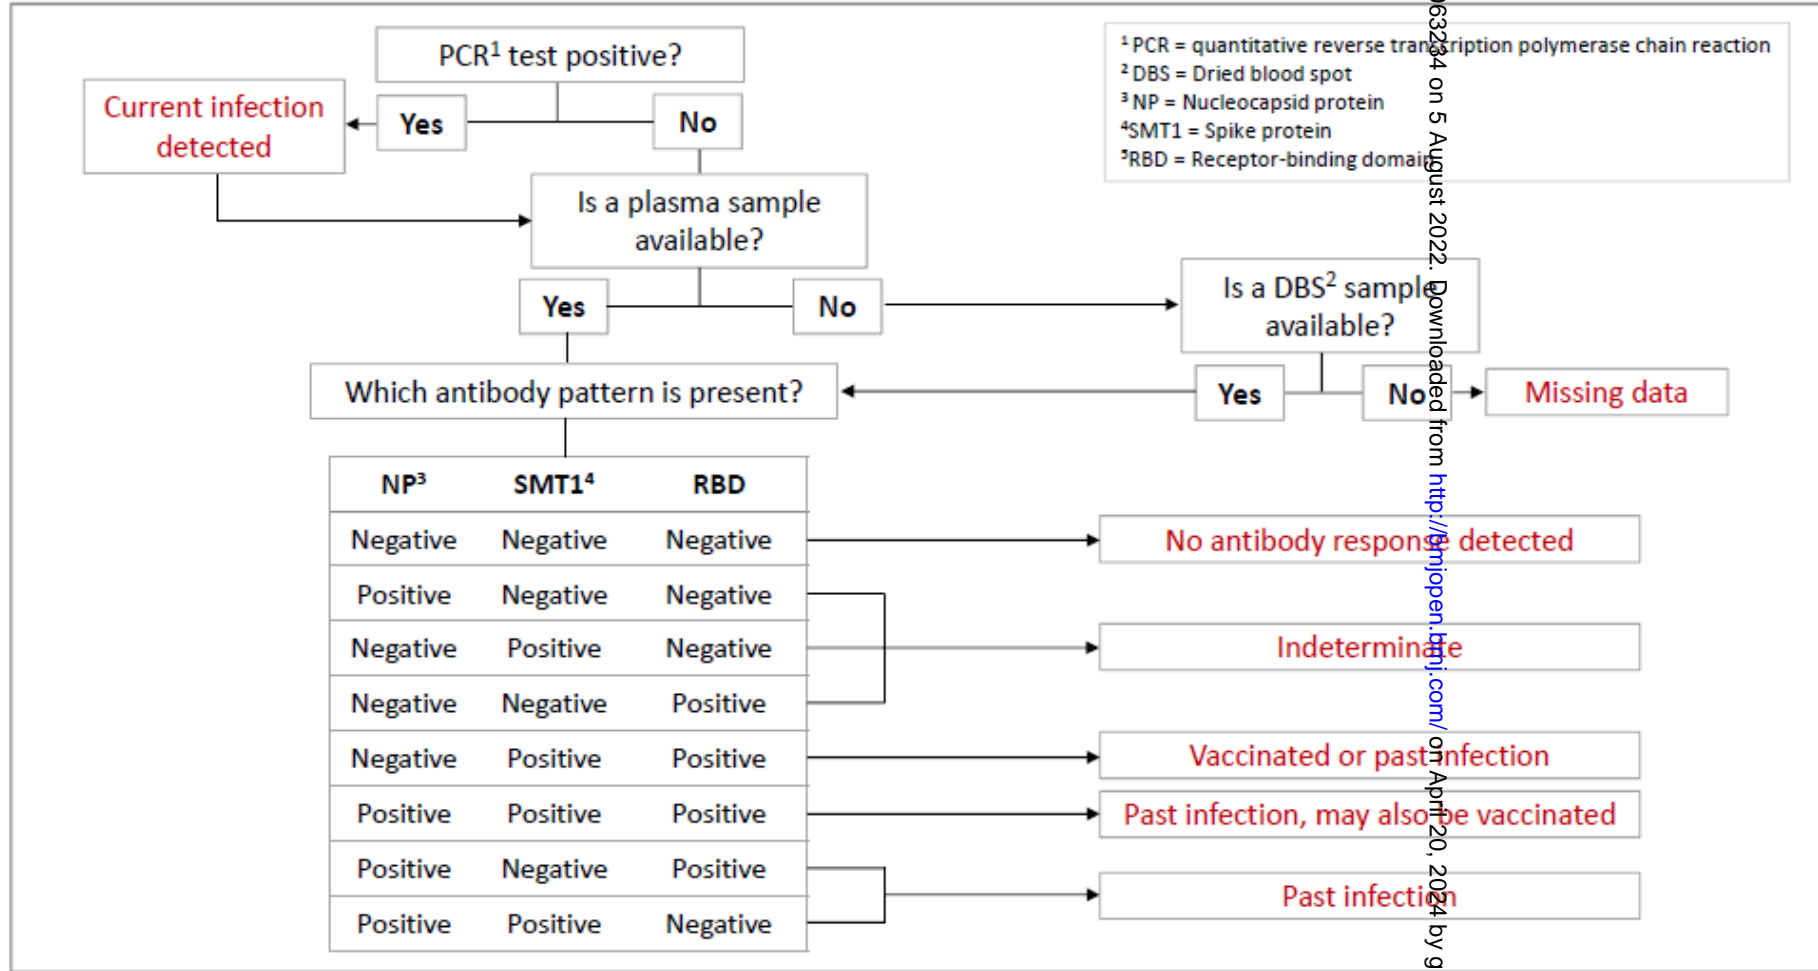 PCR¹ test positive?
Current infection
detected
Yes
No
¹ PCR = quantitative reverse transcription polymerase chain reaction
² DBS = Dried blood spot
³ NP = Nucleocapsid protein
⁴SMT1 = Spike protein
⁵RBD = Receptor-binding domain
Is a plasma sample
available?
Yes
No
Is a DBS² sample
available?
Which antibody pattern is present?
Yes
No
Missing data
NP³ SMT1⁴ RBD
Negative Negative Negative
No antibody response detected
Positive Negative Negative
Negative Positive Negative
Indeterminate
Negative Negative Positive
Negative Positive Positive
Vaccinated or past infection
Positive Positive Positive
Past infection, may also be vaccinated
Positive Negative Positive
Past infection
Positive Positive Negative
063234 on 5 August 2022. Downloaded from http://bmjopen.bmj.com/ on April 20, 2024 by g